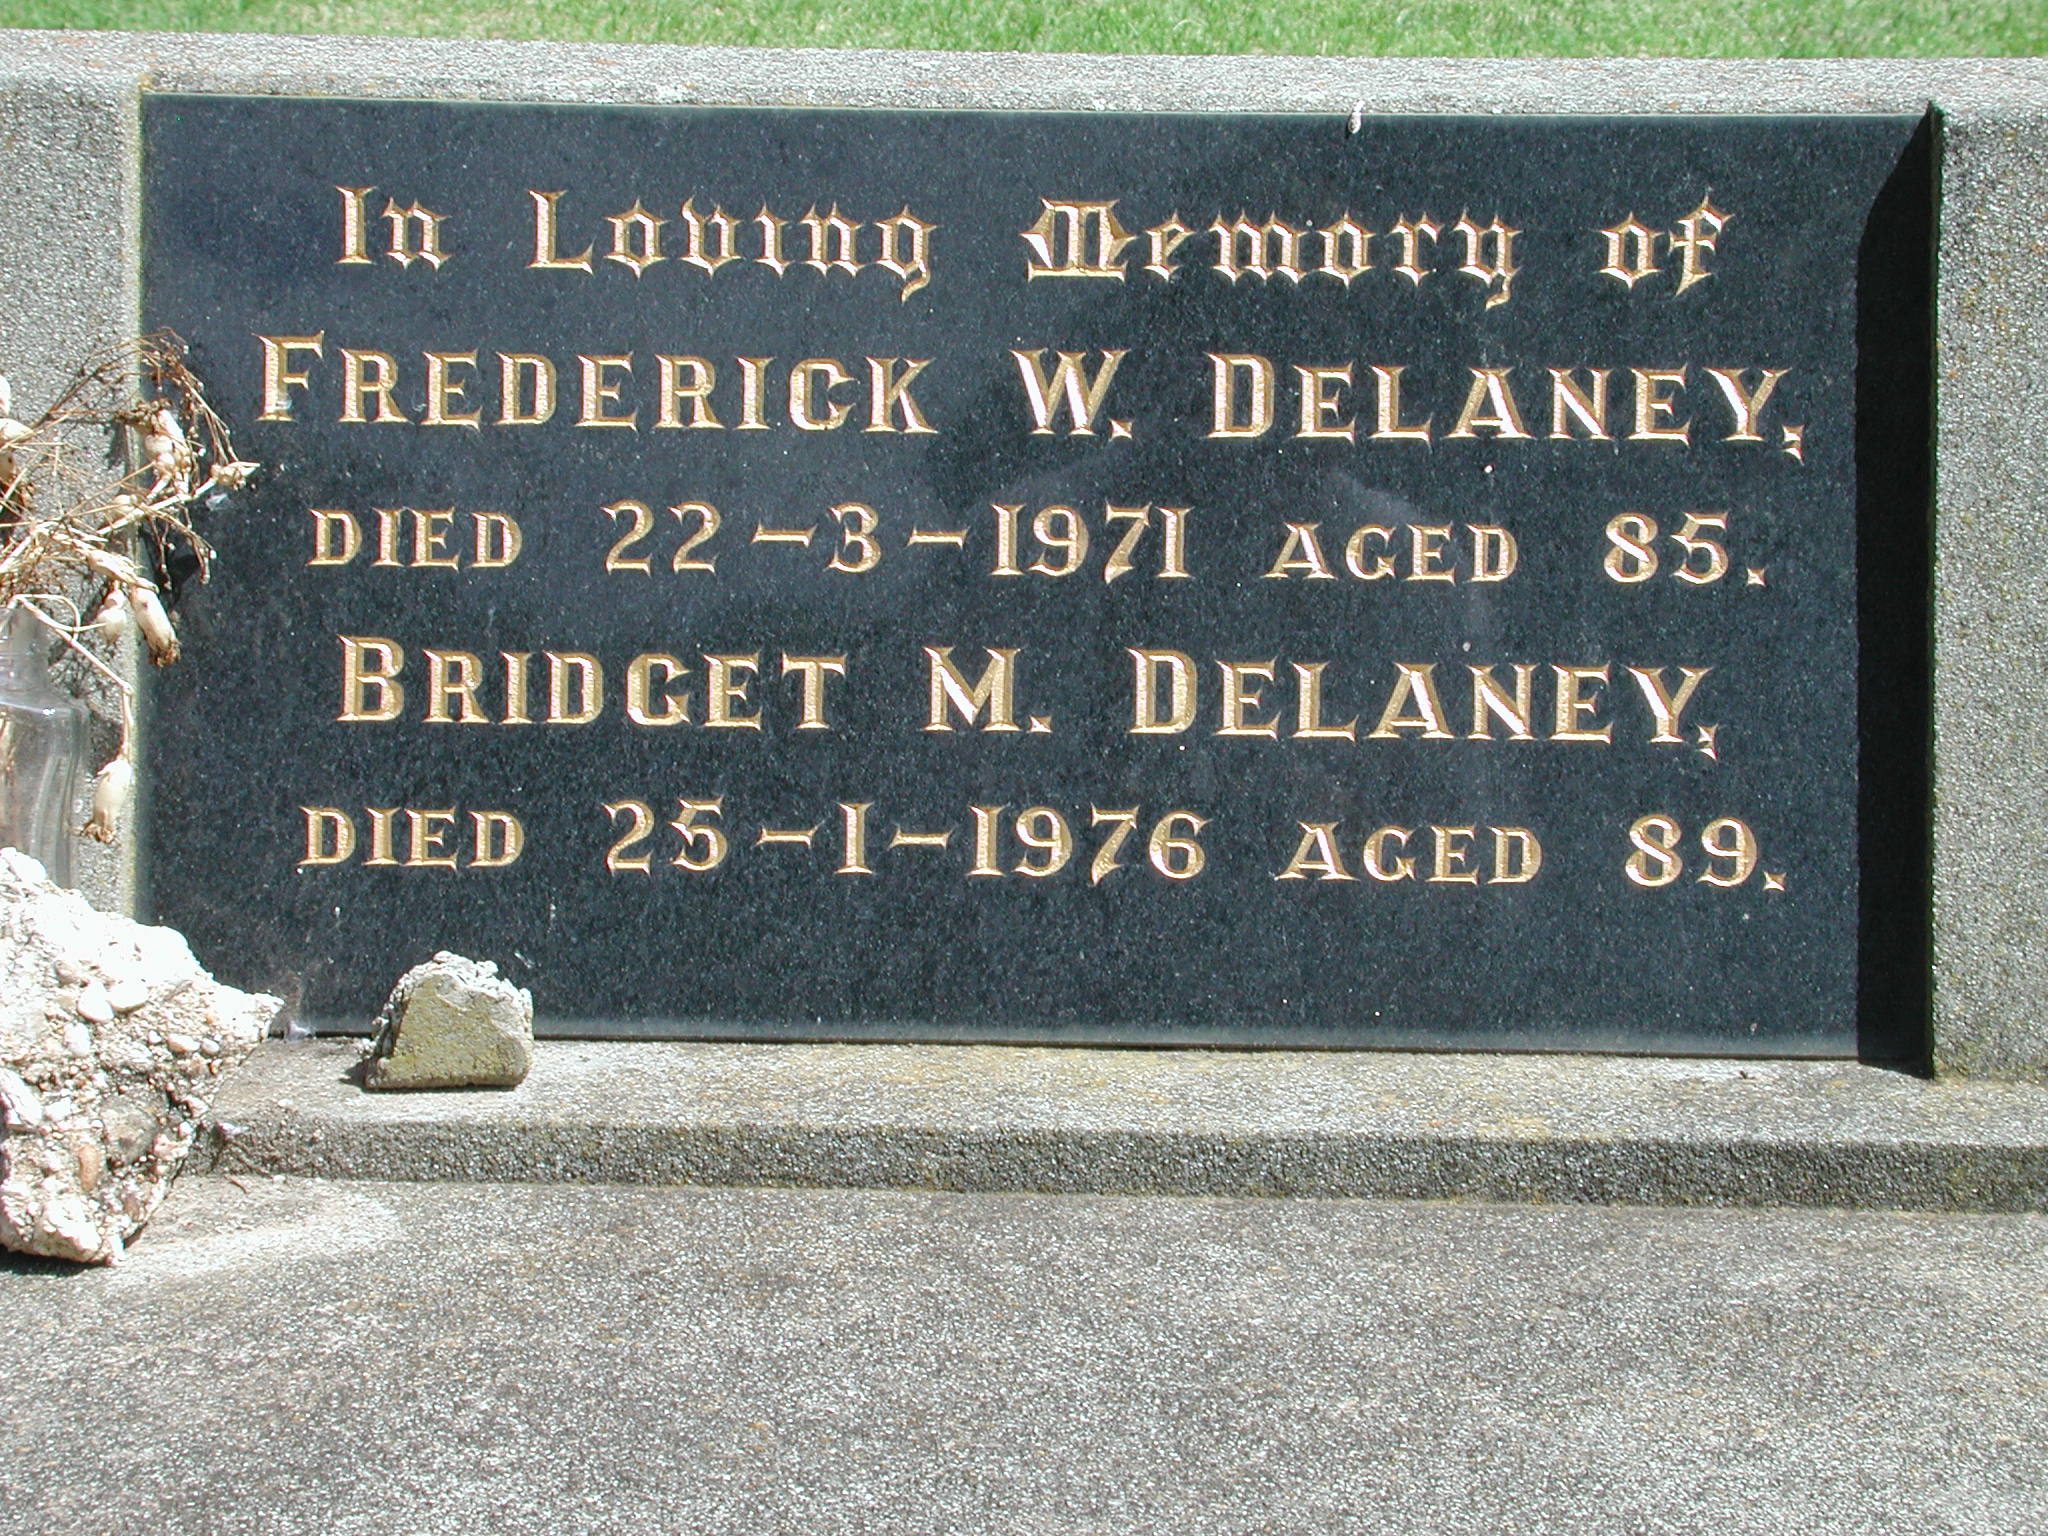 In Loving Memory of
FREDERICK W. DELANEY,
DIED 22-3-1971 AGED 85.
BRIDGET M. DELANEY,
DIED 25-1-1976 AGED 89.